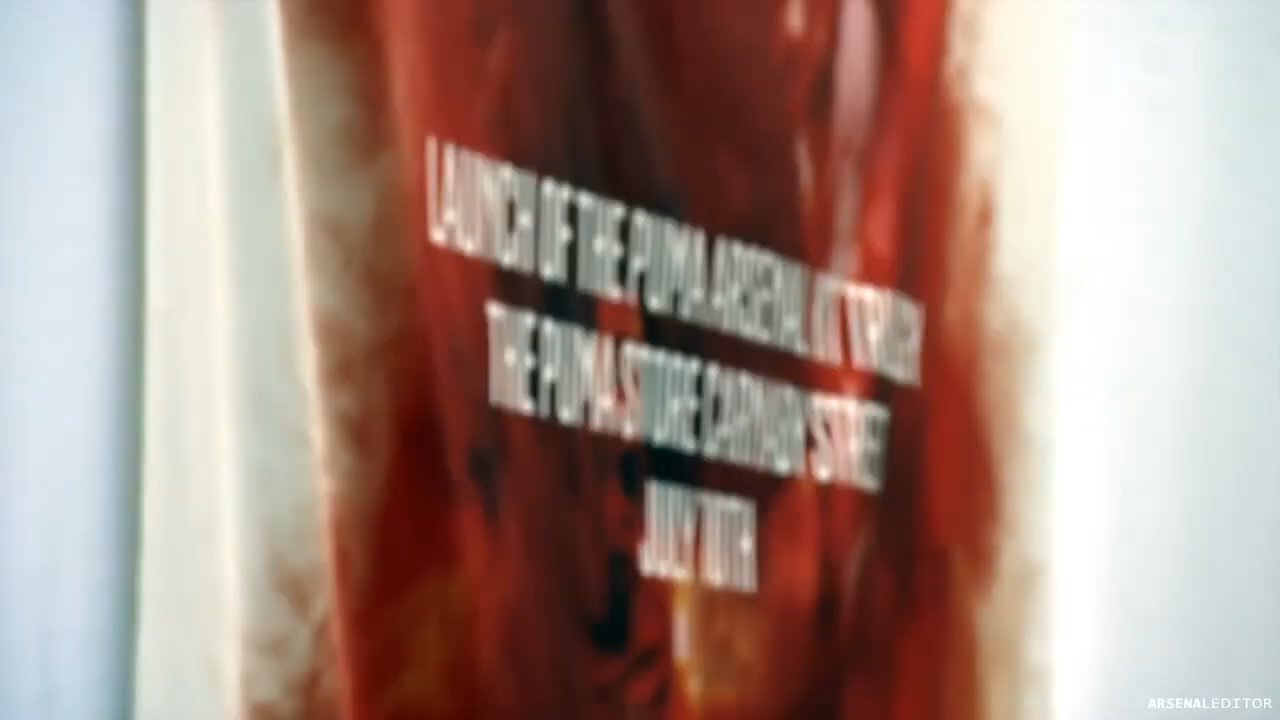 LAUNCH OF THE PUMA ARSENAL KIT
THE PUMA STORE CARNABY STREET
JULY 10TH
ARSENALEDITOR